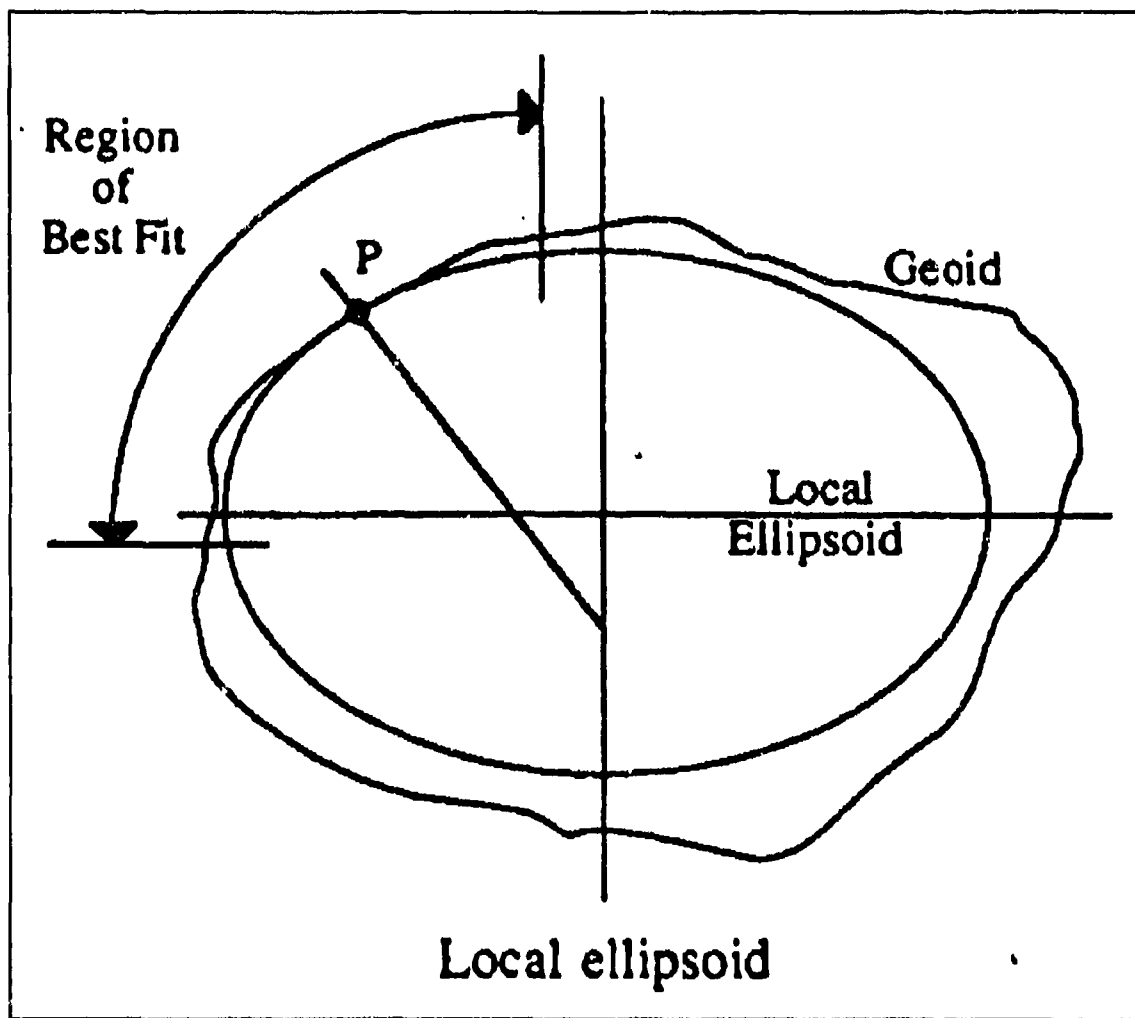 Region
of
Best Fit
P
Geoid
Local
Ellipsoid
Local ellipsoid